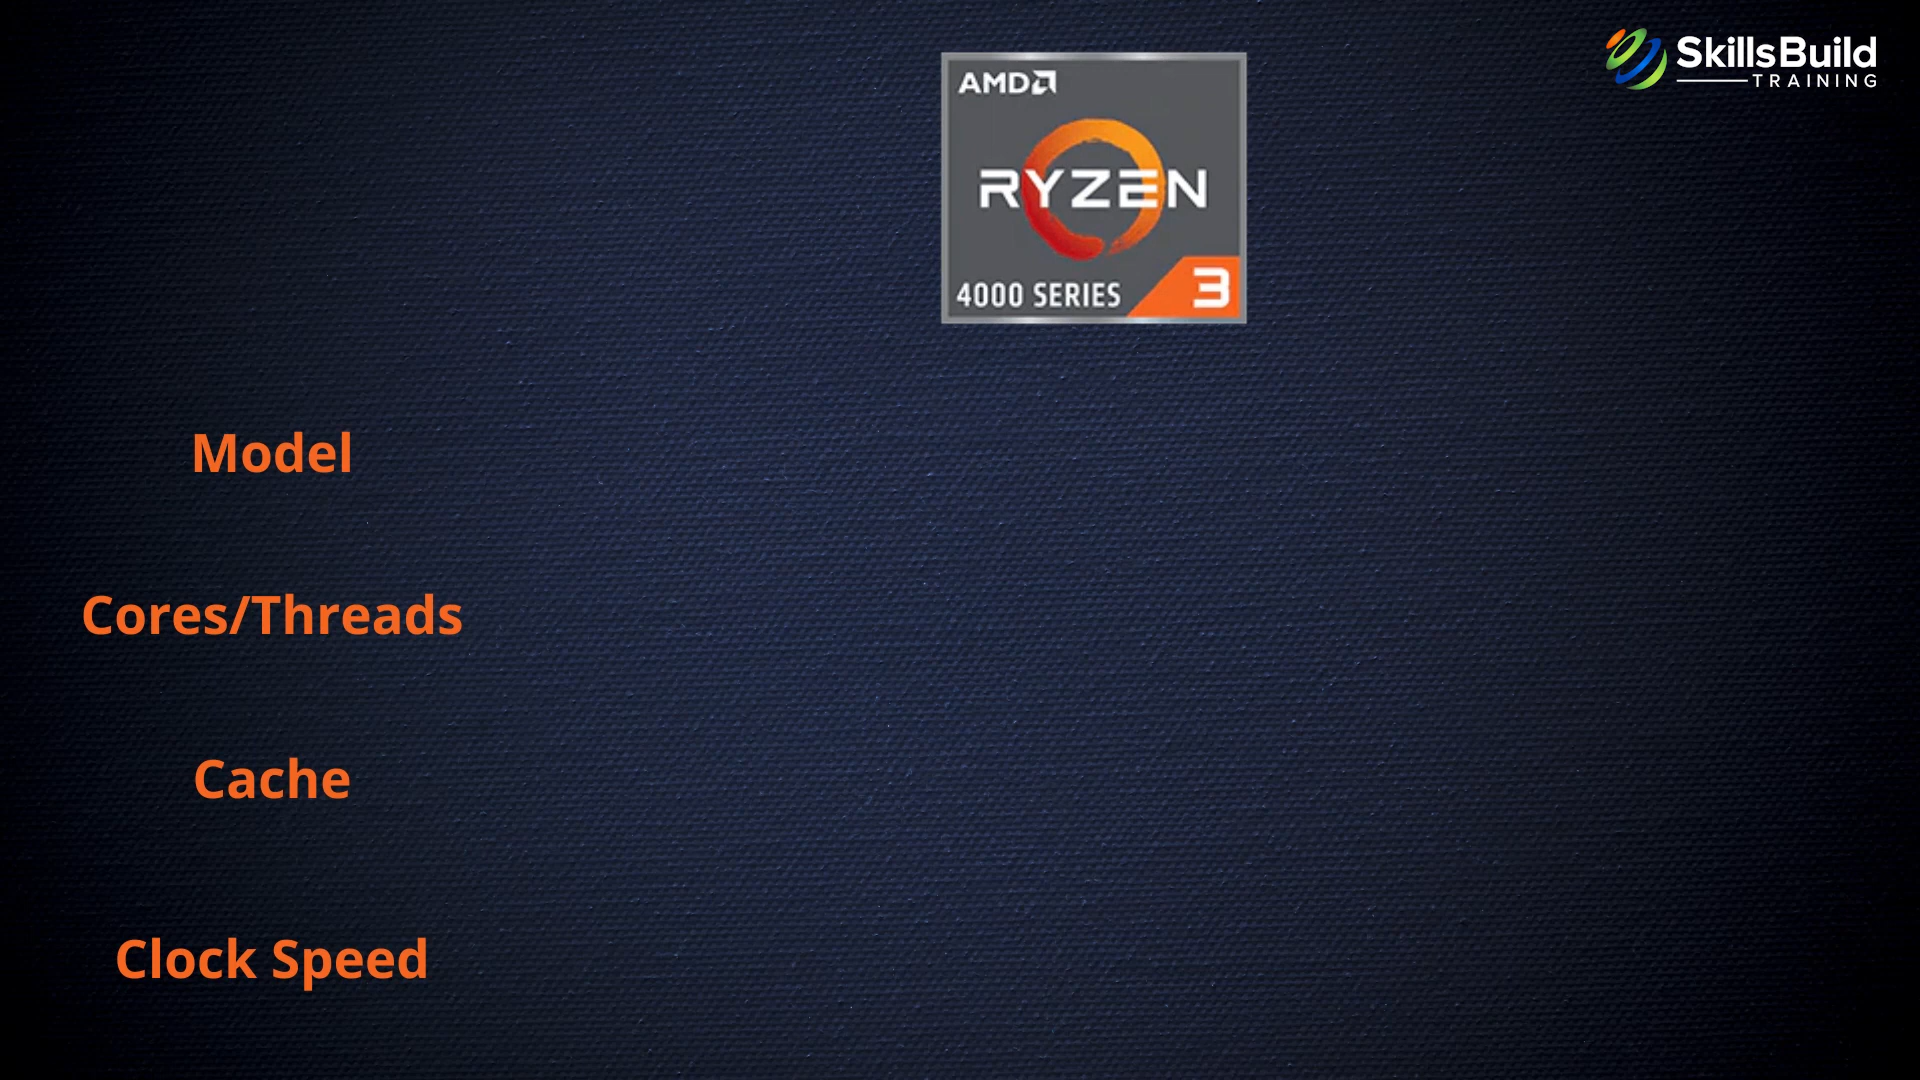 SkillsBuild
TRAINING
AMD
RYZEN
4000 SERIES
3
Model
Cores/Threads
Cache
Clock Speed